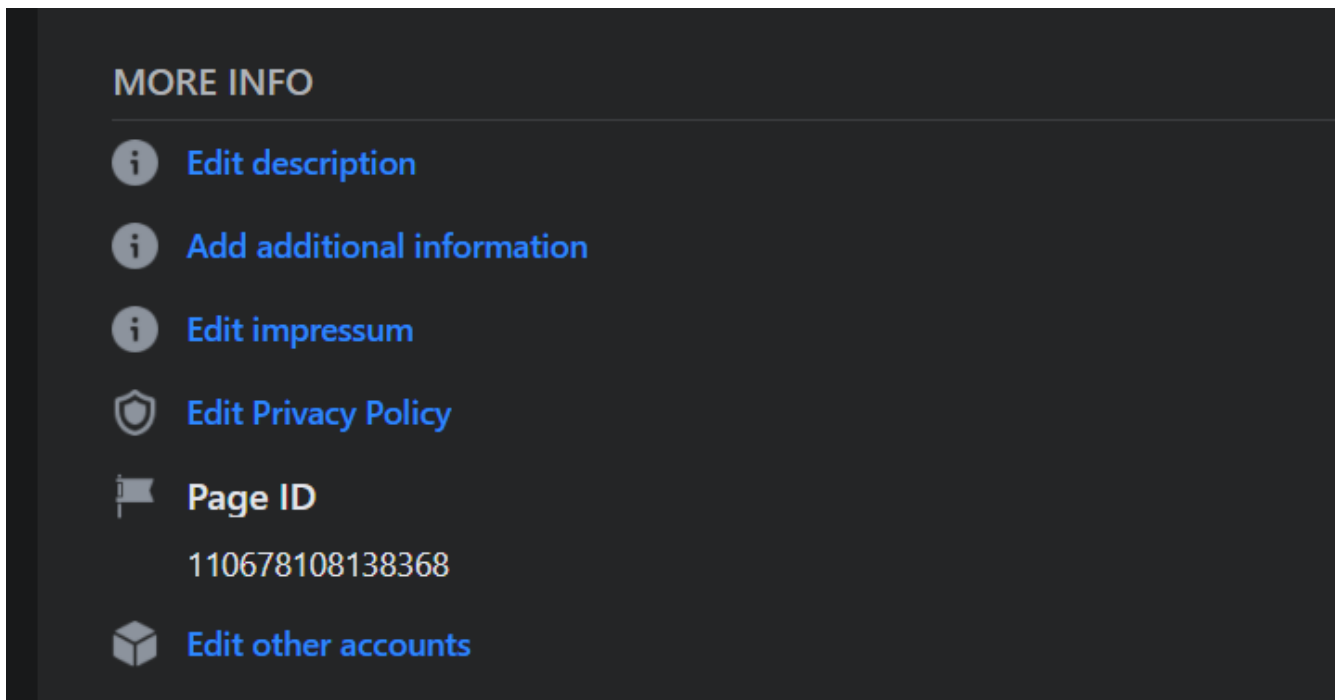 MORE INFO
Edit description
Add additional information
Edit impressum
Edit Privacy Policy
Page ID
110678108138368
Edit other accounts